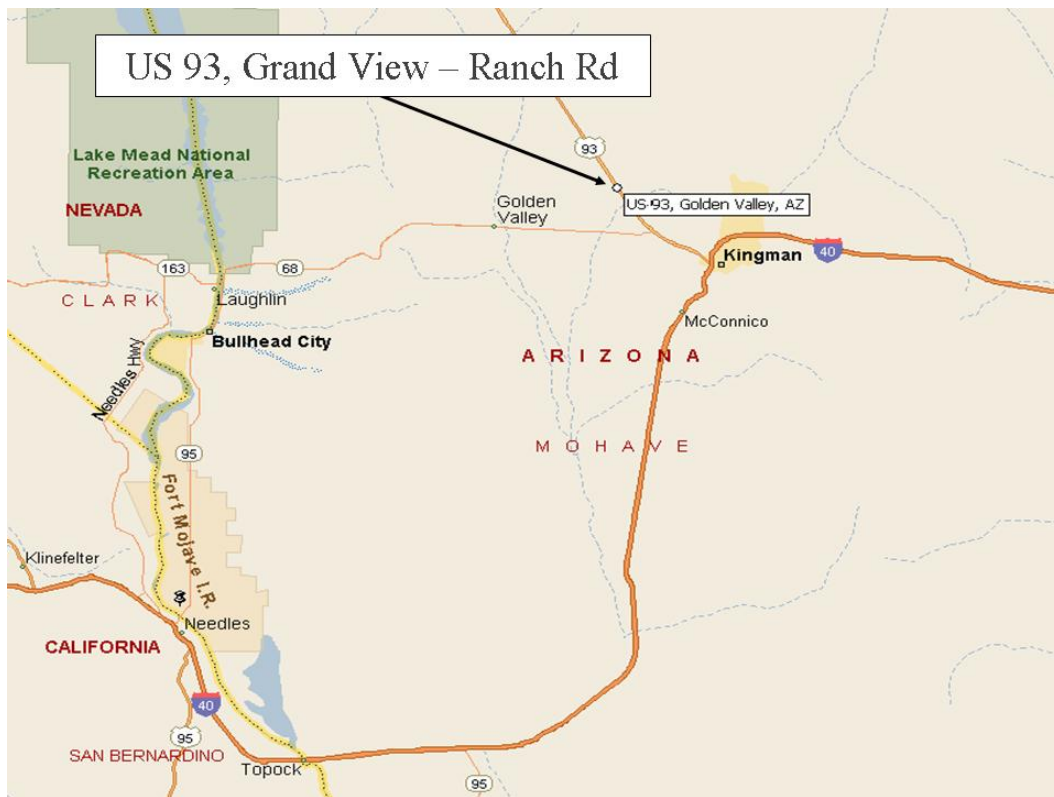 US 93, Grand View – Ranch Rd
Lake Mead National
Recreation Area
NEVADA
93
Golden
Valley
US 93, Golden Valley, AZ
Kingman
40
163
68
CLARK
Laughlin
McConnico
Bullhead City
Needles Hwy
ARIZONA
MOHAVE
95
Fort Mojave I.R.
Klinefelter
Needles
CALIFORNIA
40
95
SAN BERNARDINO
Topock
95